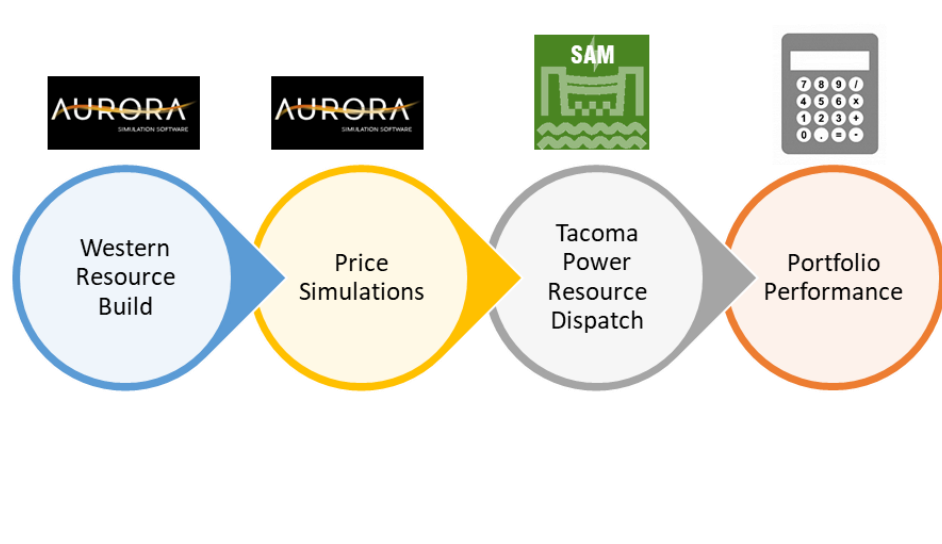 AURORA
SIMULATION SOFTWARE
AURORA
SIMULATION SOFTWARE
SAM
7 8 9 /
4 5 6 x
1 2 3 +
0 . = -
Western
Resource
Build
Price
Simulations
Tacoma
Power
Resource
Dispatch
Portfolio
Performance